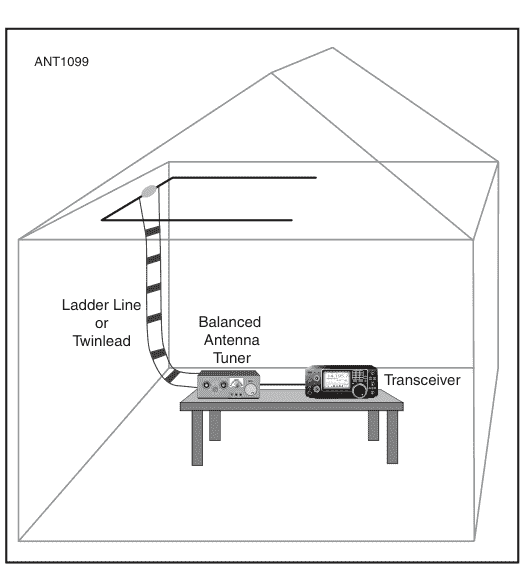 ANT1099
Ladder Line
or
Twinlead
Balanced
Antenna
Tuner
Transceiver